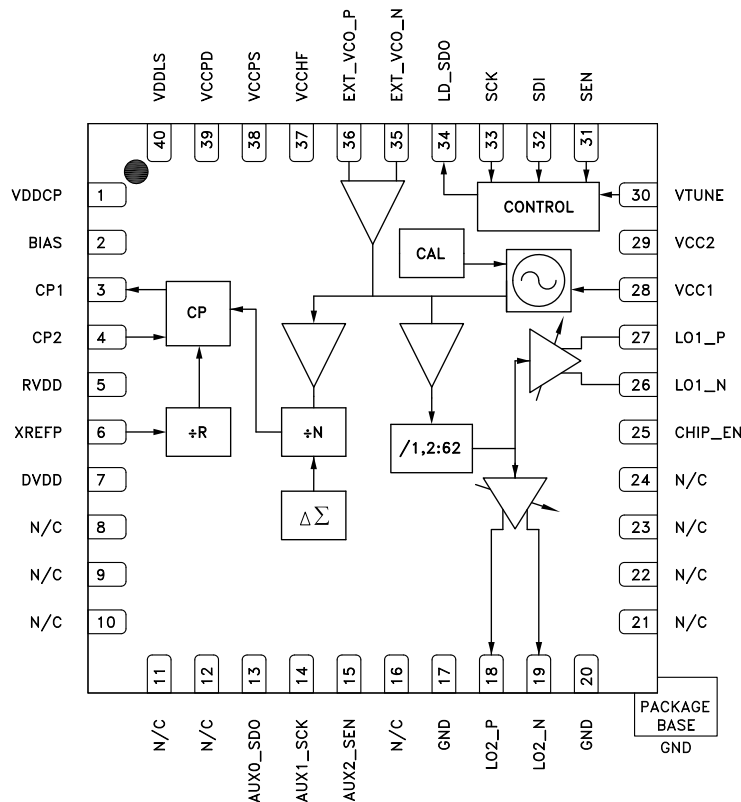 VDDLS
VCCPD
VCCPS
VCCHF
EXT_VCO_P
EXT_VCO_N
LD_SDO
SCK
SDI
SEN
40
39
38
37
36
35
34
33
32
31
VDDCP
1
BIAS
2
CP1
3
CP2
4
RVDD
5
XREFP
6
DVDD
7
N/C
8
N/C
9
N/C
10
CONTROL
CAL
CP
÷R
÷N
ΔΣ
/1,2:62
30
VTUNE
29
VCC2
28
VCC1
27
LO1_P
26
LO1_N
25
CHIP_EN
24
N/C
23
N/C
22
N/C
21
N/C
11
12
13
14
15
16
17
18
19
20
N/C
N/C
AUX0_SDO
AUX1_SCK
AUX2_SEN
N/C
GND
LO2_P
LO2_N
GND
PACKAGE
BASE
GND